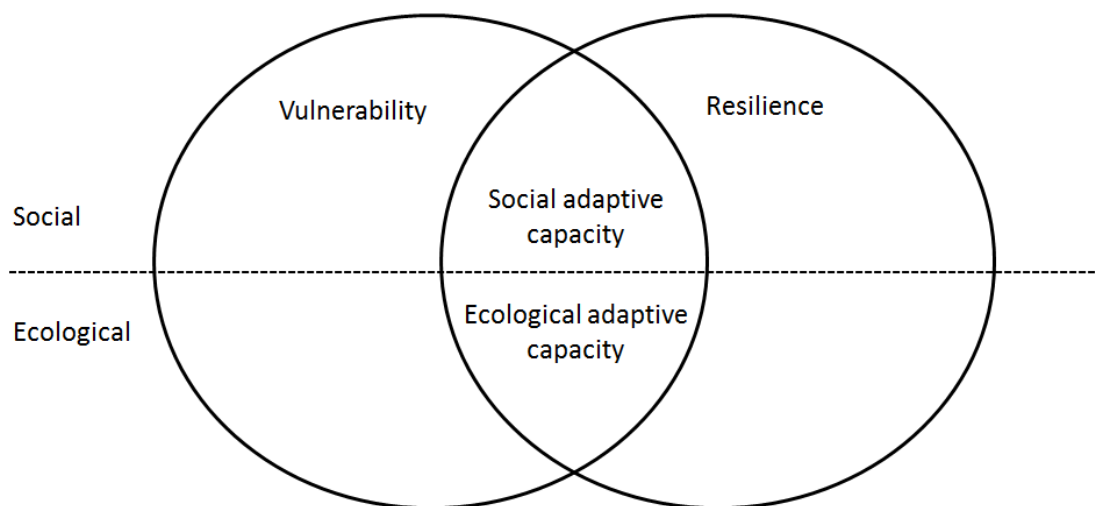 Vulnerability
Resilience
Social
Social adaptive
capacity
Ecological adaptive
capacity
Ecological